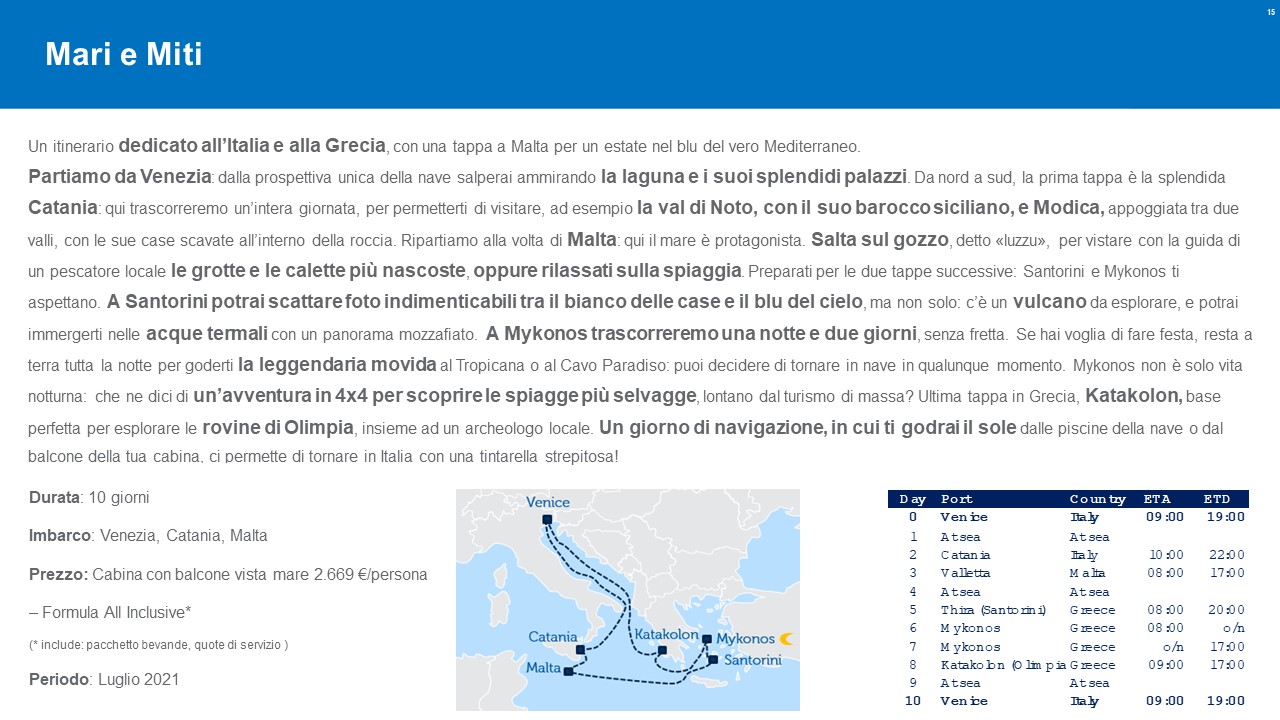 15
Mari e Miti
Un itinerario dedicato all'Italia e alla Grecia, con una tappa a Malta per un estate nel blu del vero Mediterraneo.
Partiamo da Venezia: dalla prospettiva unica della nave salperai ammirando la laguna e i suoi splendidi palazzi. Da nord a sud, la prima tappa è la splendida
Catania: qui trascorreremo un'intera giornata, per permetterti di visitare, ad esempio la val di Noto, con il suo barocco siciliano, e Modica, appoggiata tra due
valli, con le sue case scavate all'interno della roccia. Ripartiamo alla volta di Malta: qui il mare è protagonista. Salta sul gozzo, detto «luzzu», per vistare con la guida di
un pescatore locale le grotte e le calette più nascoste, oppure rilassati sulla spiaggia. Preparati per le due tappe successive: Santorini e Mykonos ti
aspettano. A Santorini potrai scattare foto indimenticabili tra il bianco delle case e il blu del cielo, ma non solo: c'è un vulcano da esplorare, e potrai
immergerti nelle acque termali con un panorama mozzafiato. A Mykonos trascorreremo una notte e due giorni, senza fretta. Se hai voglia di fare festa, resta a
terra tutta la notte per goderti la leggendaria movida al Tropicana o al Cavo Paradiso: puoi decidere di tornare in nave in qualunque momento. Mykonos non è solo vita
notturna: che ne dici di un'avventura in 4x4 per scoprire le spiagge più selvagge, lontano dal turismo di massa? Ultima tappa in Grecia, Katakolon, base
perfetta per esplorare le rovine di Olimpia, insieme ad un archeologo locale. Un giorno di navigazione, in cui ti godrai il sole dalle piscine della nave o dal
balcone della tua cabina, ci permette di tornare in Italia con una tintarella strepitosa!
Durata: 10 giorni
Imbarco: Venezia, Catania, Malta
Prezzo: Cabina con balcone vista mare 2.669 €/persona
– Formula All Inclusive*
(* include: pacchetto bevande, quote di servizio )
Periodo: Luglio 2021
Venice
Catania
Katakolon
Mykonos
Malta
Santorini
Day Port Country ETA ETD
0 Venice Italy 09:00 19:00
1 At sea At sea
2 Catania Italy 10:00 22:00
3 Valletta Malta 08:00 17:00
4 At sea At sea
5 Thira (Santorini) Greece 08:00 20:00
6 Mykonos Greece 08:00 o/n
7 Mykonos Greece o/n 17:00
8 Katakolon (Olimpia Greece 09:00 17:00
9 At sea At sea
10 Venice Italy 09:00 19:00